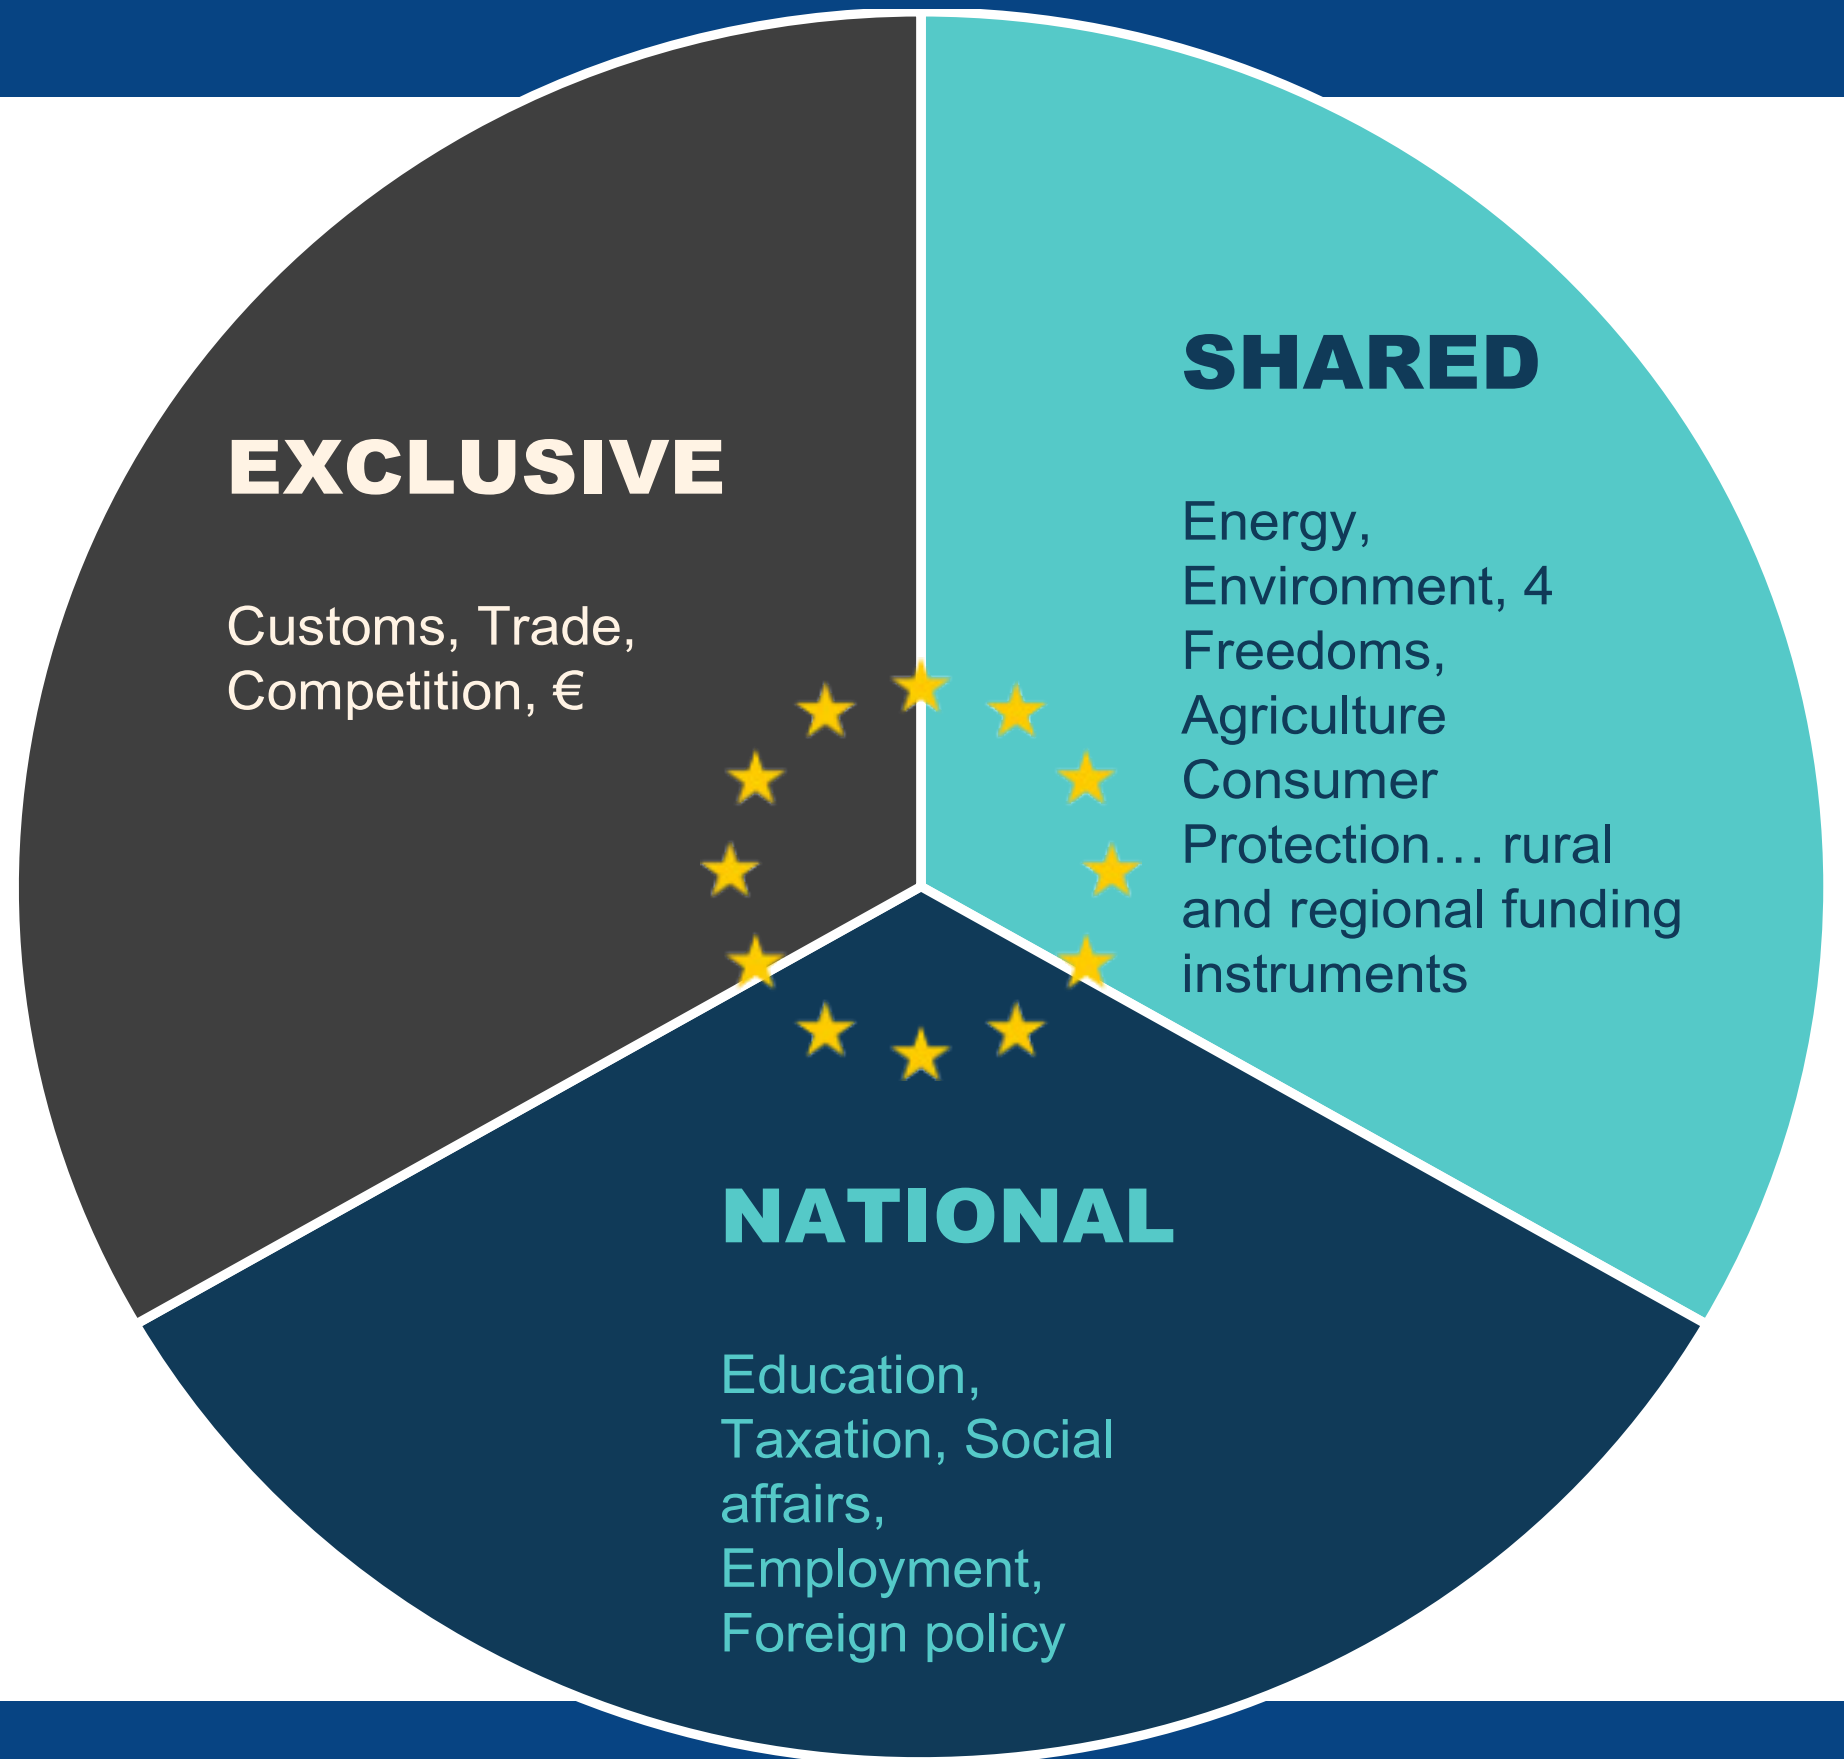 EXCLUSIVE
Customs, Trade,
Competition, €
SHARED
Energy,
Environment, 4
Freedoms,
Agriculture
Consumer
Protection… rural
and regional funding
instruments
NATIONAL
Education,
Taxation, Social
affairs,
Employment,
Foreign policy